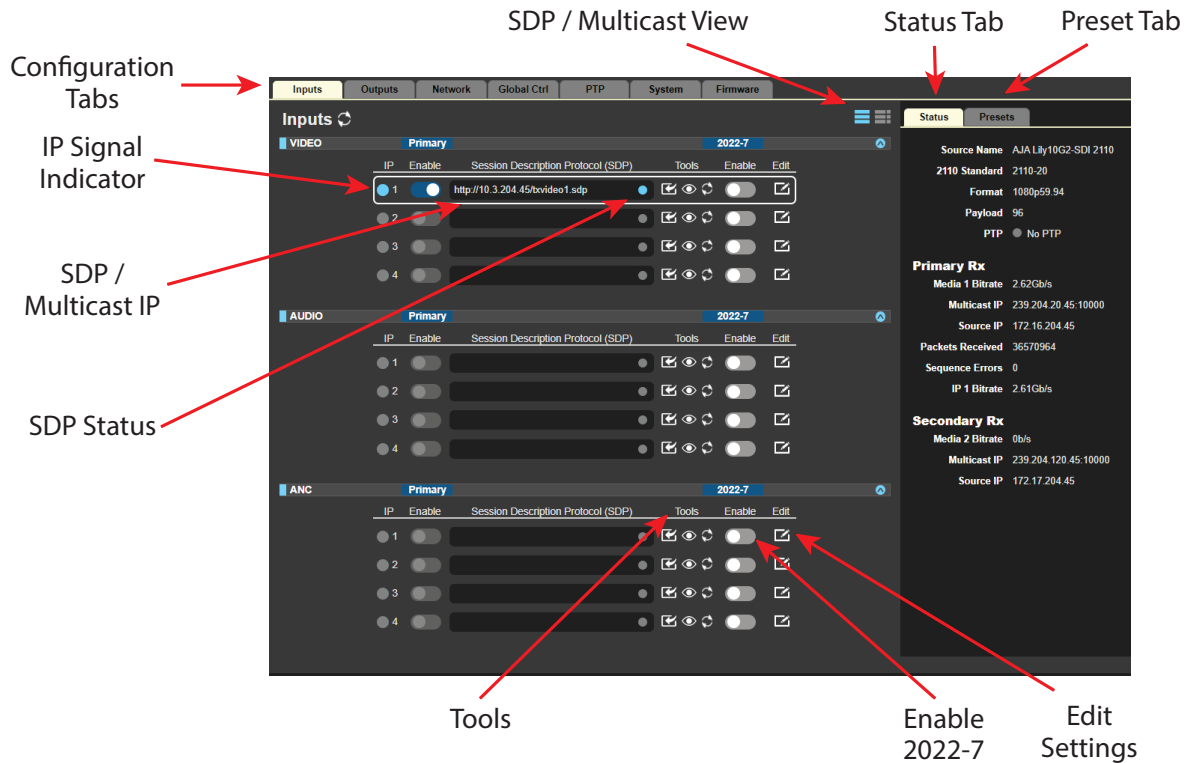 SDP / Multicast View
Status Tab
Preset Tab
Configuration
Tabs
IP Signal
Indicator
SDP /
Multicast IP
SDP Status
Inputs Outputs Network Global Ctrl PTP System Firmware
Inputs
VIDEO Primary 2022-7
IP Enable Session Description Protocol (SDP) Tools Enable Edit
1 http://10.3.204.45/txvideo1.sdp
2
3
4
AUDIO Primary 2022-7
IP Enable Session Description Protocol (SDP) Tools Enable Edit
1
2
3
4
ANC Primary 2022-7
IP Enable Session Description Protocol (SDP) Tools Enable Edit
1
2
3
4
Status Presets
Source Name AJA Lily10G2-SDI 2110
2110 Standard 2110-20
Format 1080p59.94
Payload 96
PTP No PTP
Primary Rx
Media 1 Bitrate 2.62Gb/s
Multicast IP 239.204.20.45:10000
Source IP 172.16.204.45
Packets Received 36570964
Sequence Errors 0
IP 1 Bitrate 2.61Gb/s
Secondary Rx
Media 2 Bitrate 0b/s
Multicast IP 239.204.120.45:10000
Source IP 172.17.204.45
Tools
Enable
2022-7
Edit
Settings